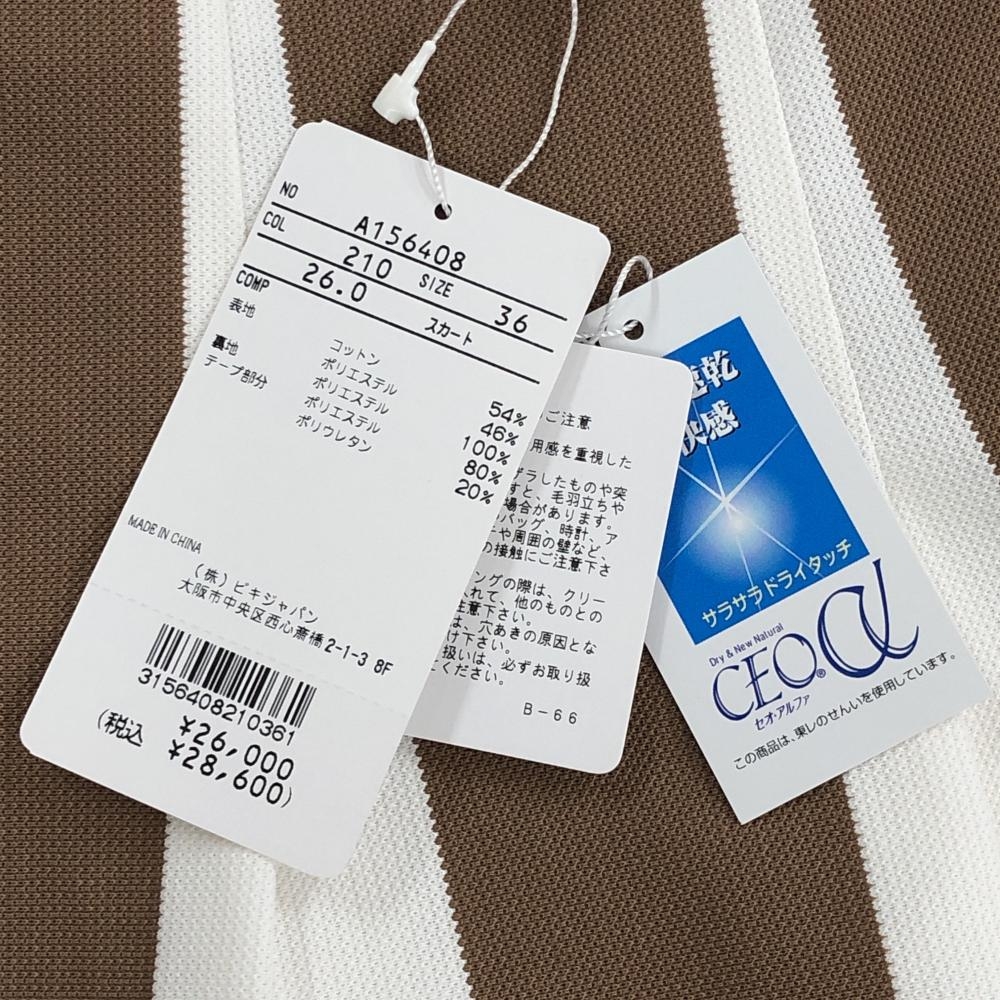 NO A156408
COL 210 SIZE 36
26.0 スカート
COMP
表地 コットン 54%
ポリエステル 46%
裏地 ポリエステル 100%
テープ部分 ポリエステル 80%
ポリウレタン 20%
MADE IN CHINA
(株)ビキジャパン
大阪市中央区西心斎橋2-1-3 8F
3156408210361
¥26,000
(税込 ¥28,600)
ご注意
用感を重視した
ザラしたものや突
すと、毛羽立ちや
場合があります。
バッグ、時計、ア
や周囲の壁など、
の接触にご注意下さ
ングの際は、クリー
入れて、他のものとの
注意下さい。
は、穴あきの原因とな
け下さい。
扱いは、必ずお取り扱
ください。
B-66
速乾
快感
サラサラドライタッチ
Dry & New Natural
CEO®α
セオ・アルファ
この商品は、東レのせんいを使用しています。